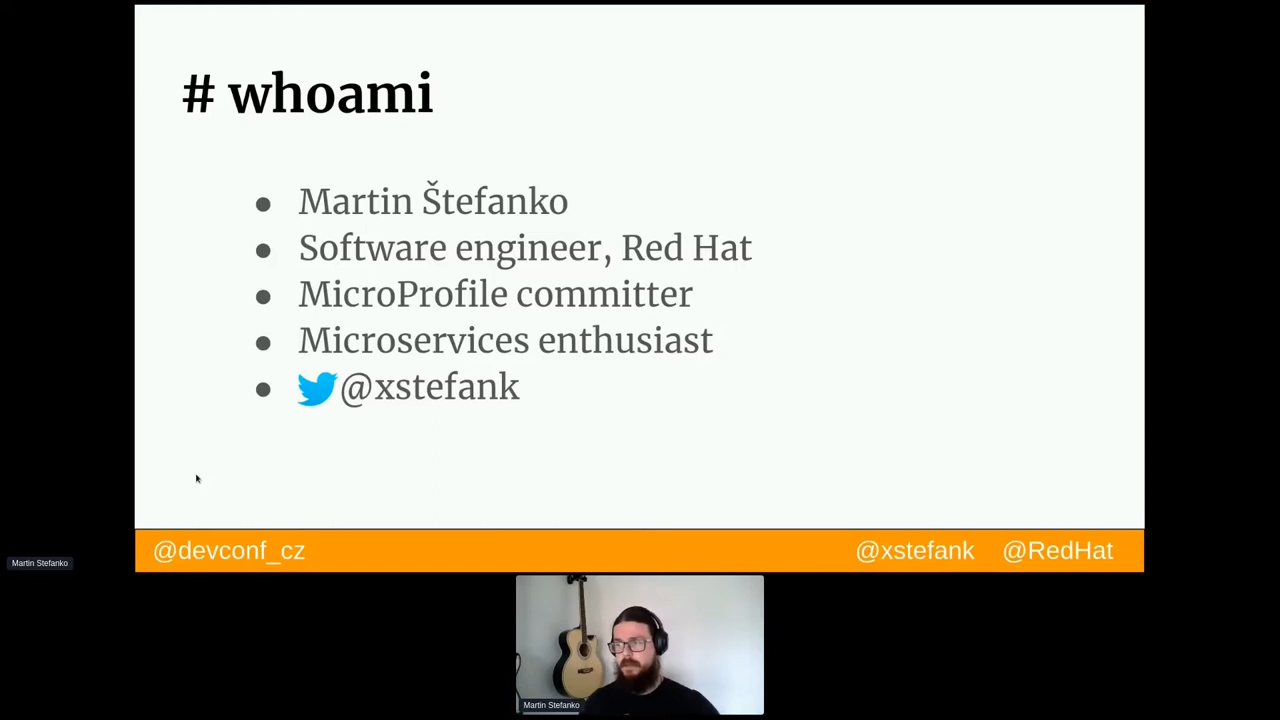 # whoami
● Martin Štefanko
● Software engineer, Red Hat
● MicroProfile committer
● Microservices enthusiast
● @xstefank
@devconf_cz @xstefank @RedHat
Martin Stefanko
Martin Stefanko